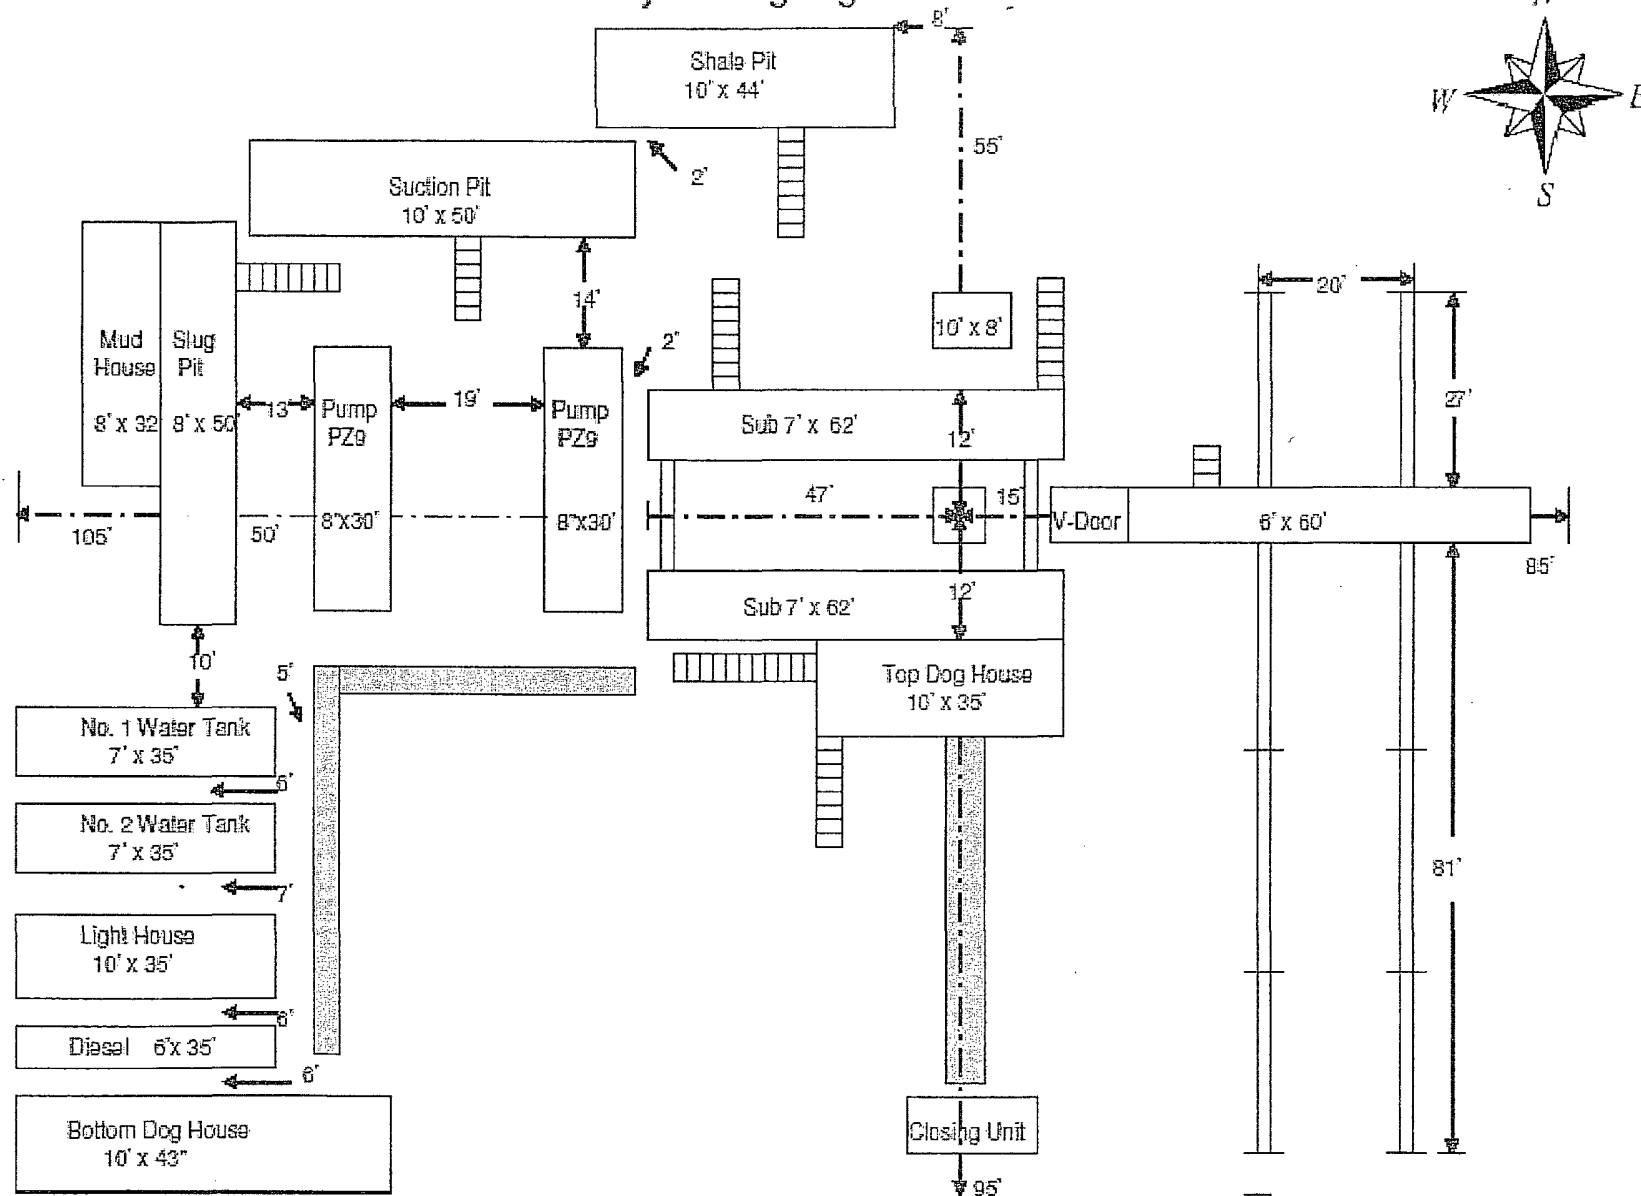 8'
Shale Pit
10" x 44'
W
S
55'
2'
Suction Pit
10' x 50'
14'
20'
10' x 8'
2"
Mud
House
Slug
Pit
8' x 32
8' x 50'
13'
Pump
PZ9
19'
Pump
PZ9
Sub 7' x 62'
12'
27'
47'
15'
V-Door
6' x 60'
105'
50'
8"x30"
8"x30'
85'
12'
Sub 7' x 62'
10'
5'
Top Dog House
10' x 35'
No. 1 Water Tank
7' x 35'
No. 2 Water Tank
7' x 35'
7'
81'
Light House
10' x 35'
6'
Diesel 6'x 35'
6'
Bottom Dog House
10' x 43"
Closing Unit
95'